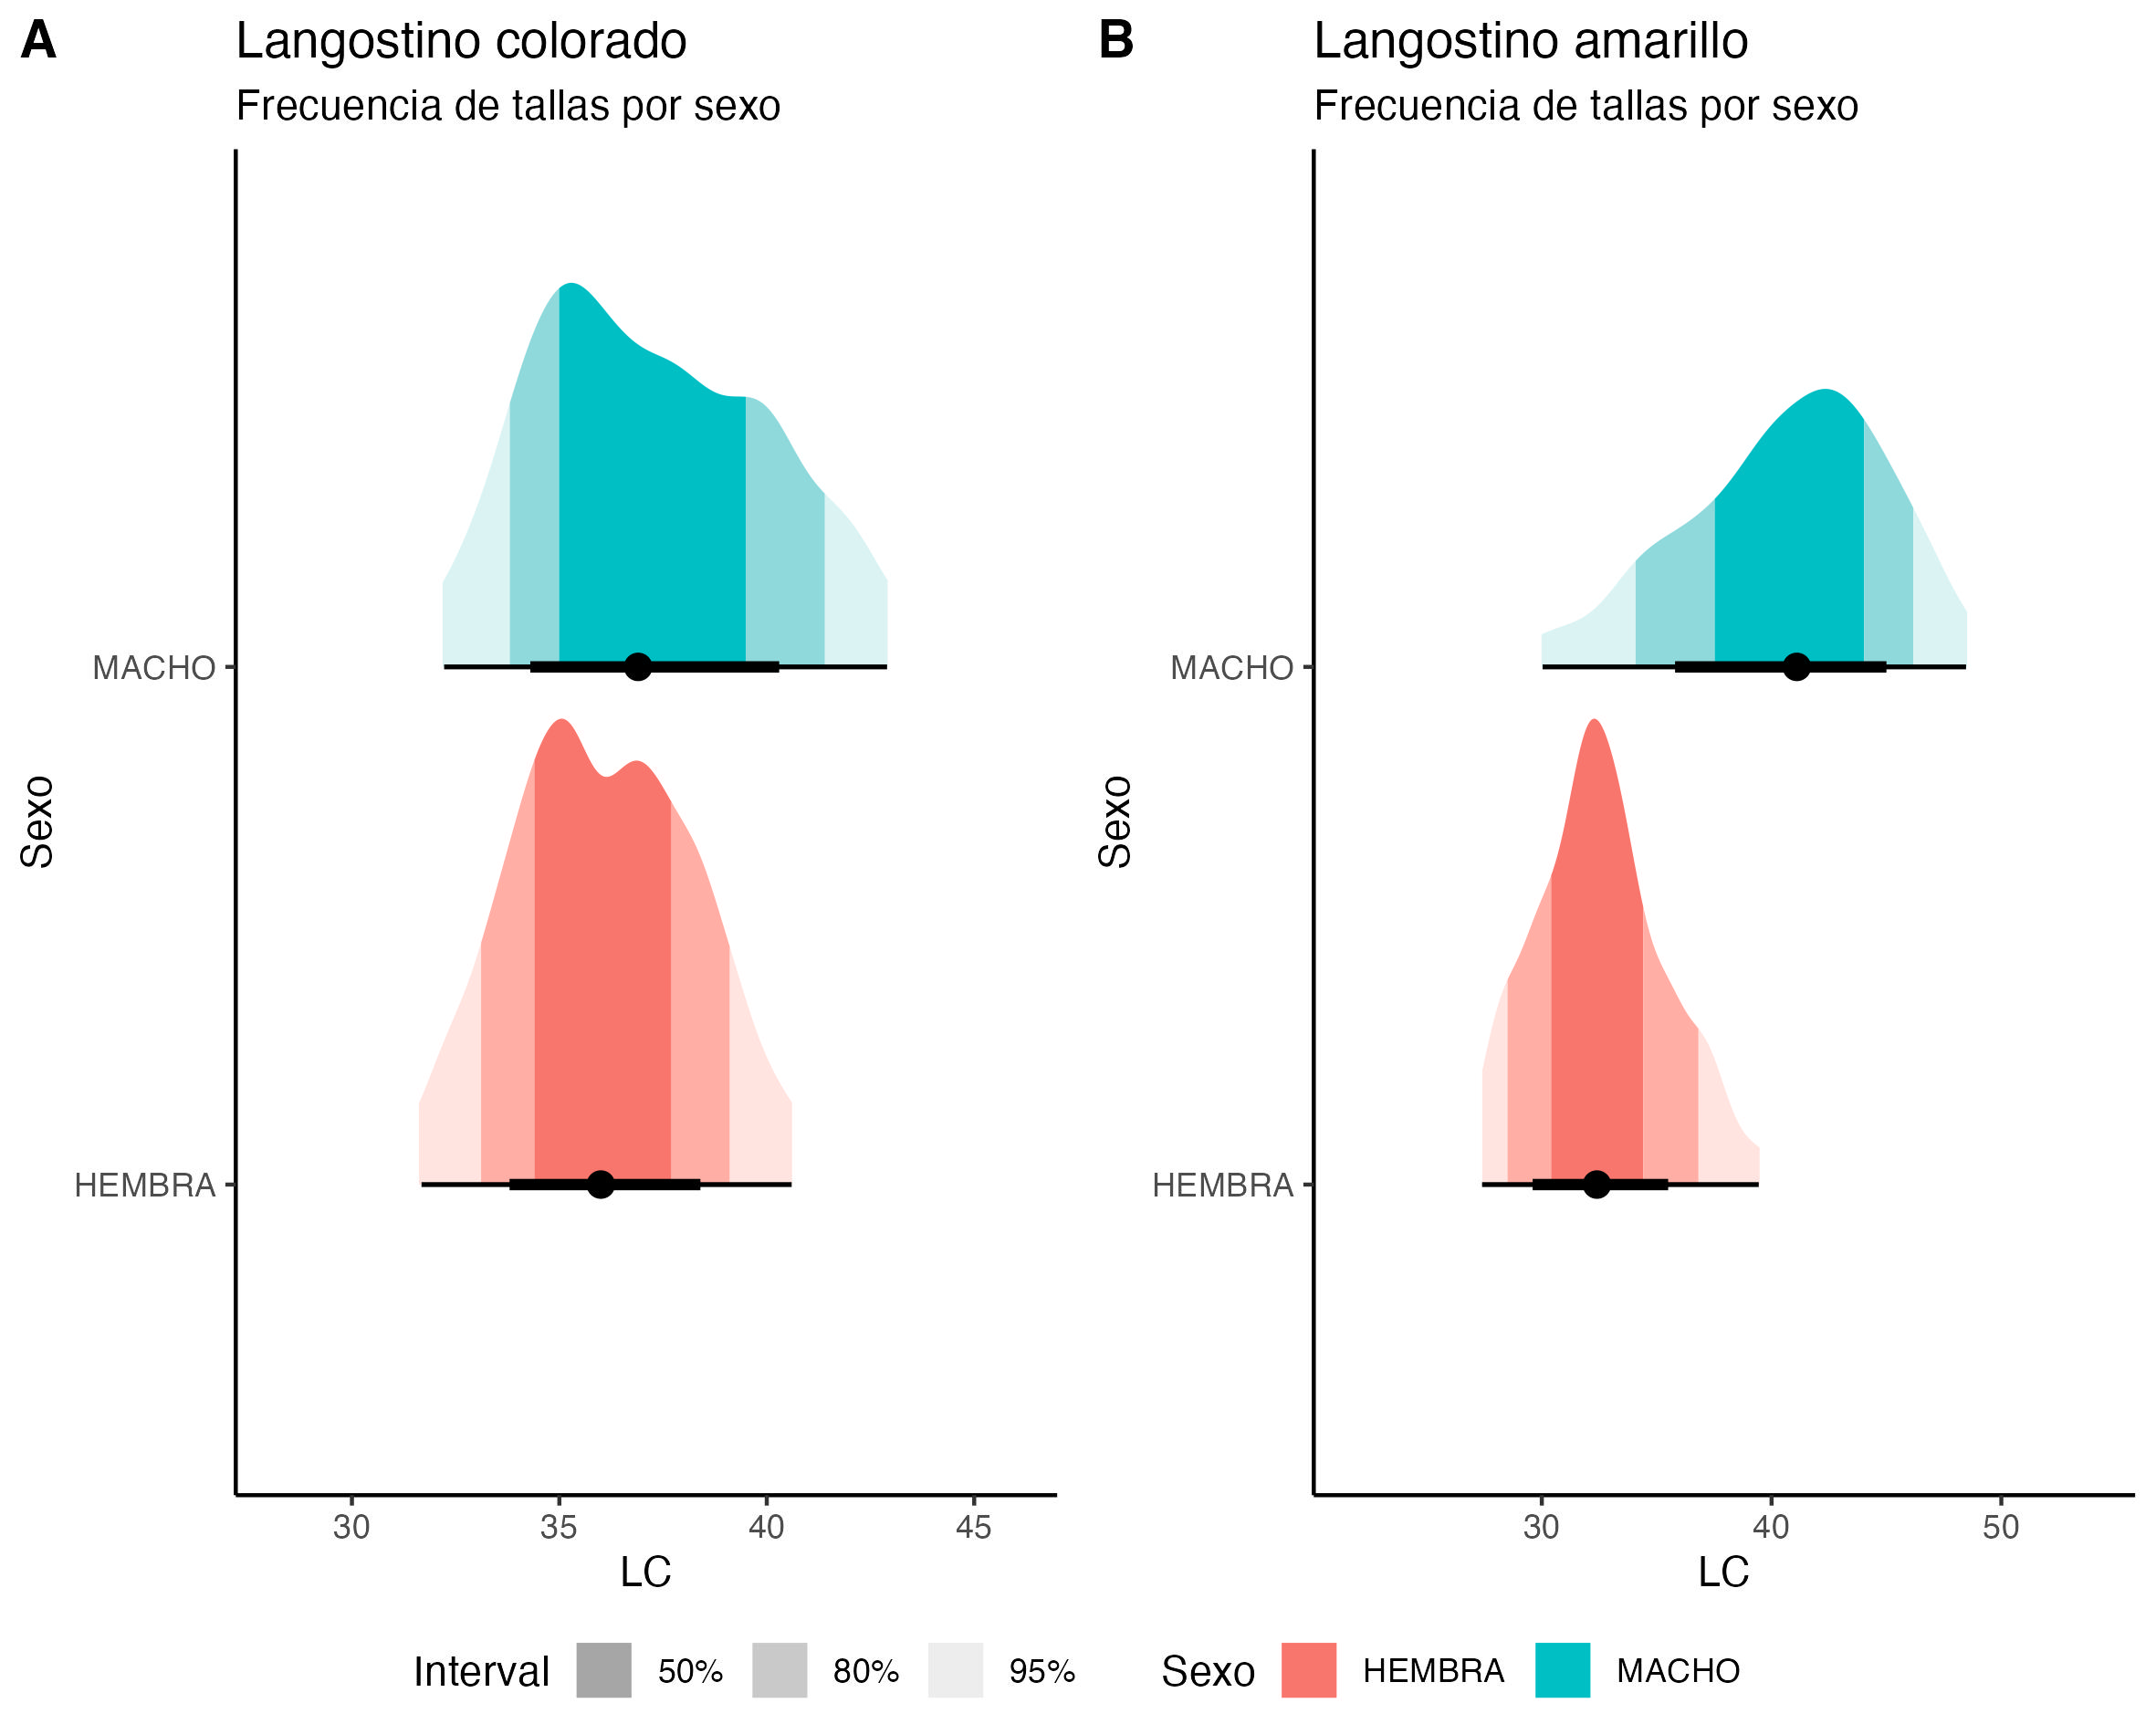 A
Langostino colorado
Frecuencia de tallas por sexo
Sexo
MACHO
HEMBRA
30 35 40 45
LC
B
Langostino amarillo
Frecuencia de tallas por sexo
Sexo
MACHO
HEMBRA
30 40 50
LC
Interval 50% 80% 95% Sexo HEMBRA MACHO